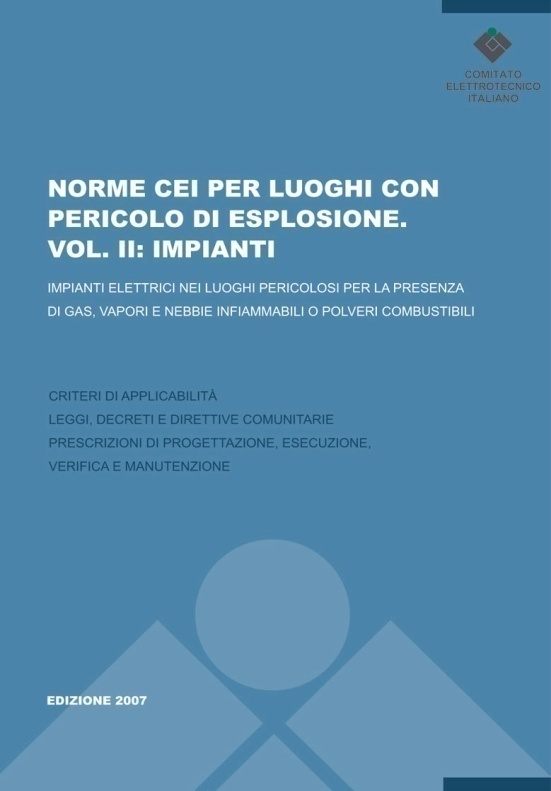 COMITATO
ELETTROTECNICO
ITALIANO
NORME CEI PER LUOGHI CON
PERICOLO DI ESPLOSIONE.
VOL. II: IMPIANTI
IMPIANTI ELETTRICI NEI LUOGHI PERICOLOSI PER LA PRESENZA
DI GAS, VAPORI E NEBBIE INFIAMMABILI O POLVERI COMBUSTIBILI
CRITERI DI APPLICABILITÀ
LEGGI, DECRETI E DIRETTIVE COMUNITARIE
PRESCRIZIONI DI PROGETTAZIONE, ESECUZIONE,
VERIFICA E MANUTENZIONE
EDIZIONE 2007